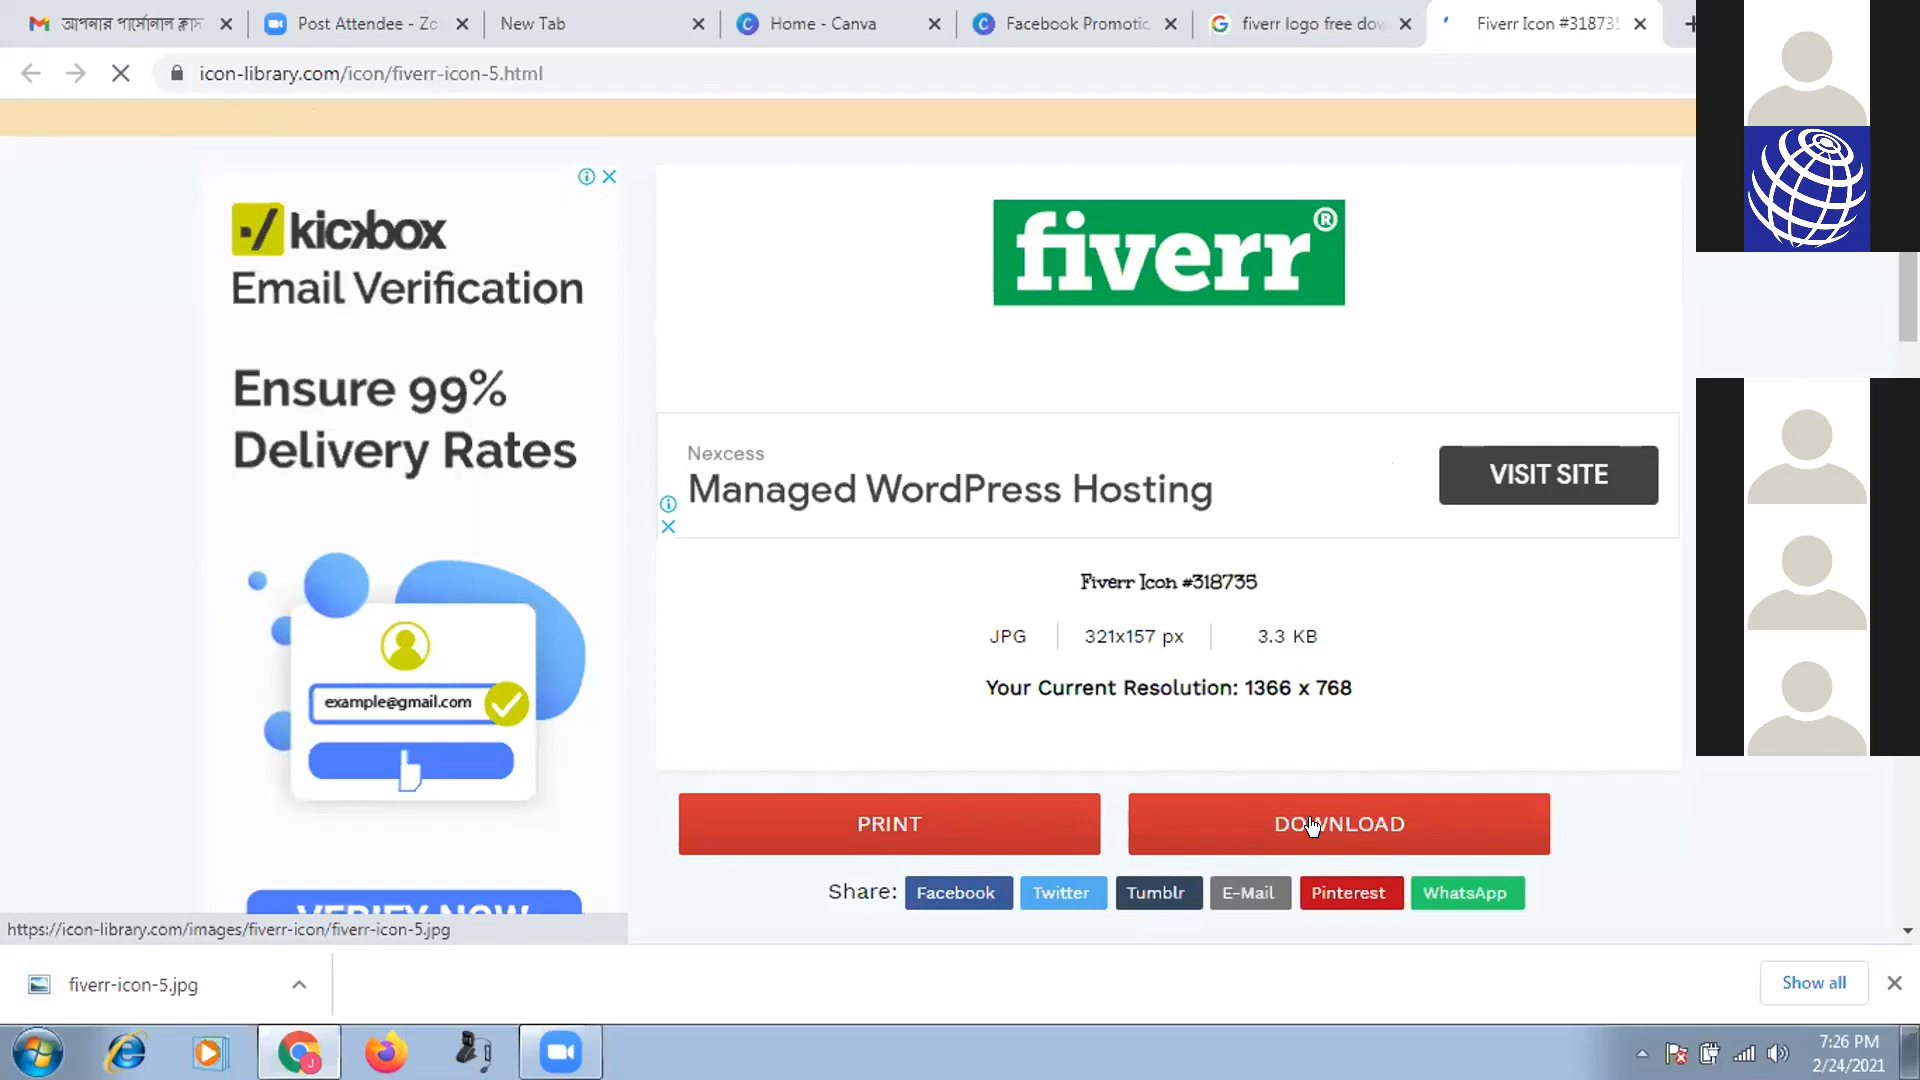 আপনার পার্সোনাল ক্লাস
Post Attendee - Zo
New Tab
Home - Canva
Facebook Promotic
fiverr logo free dow
Fiverr Icon #318735
icon-library.com/icon/fiverr-icon-5.html
kickbox
Email Verification
Ensure 99%
Delivery Rates
example@gmail.com
VERIFY NOW
fiverr®
Nexcess
Managed WordPress Hosting
VISIT SITE
Fiverr Icon #318735
JPG
321x157 px
3.3 KB
Your Current Resolution: 1366 x 768
PRINT
DOWNLOAD
Share:
Facebook
Twitter
Tumblr
E-Mail
Pinterest
WhatsApp
https://icon-library.com/images/fiverr-icon/fiverr-icon-5.jpg
fiverr-icon-5.jpg
Show all
7:26 PM
2/24/2021